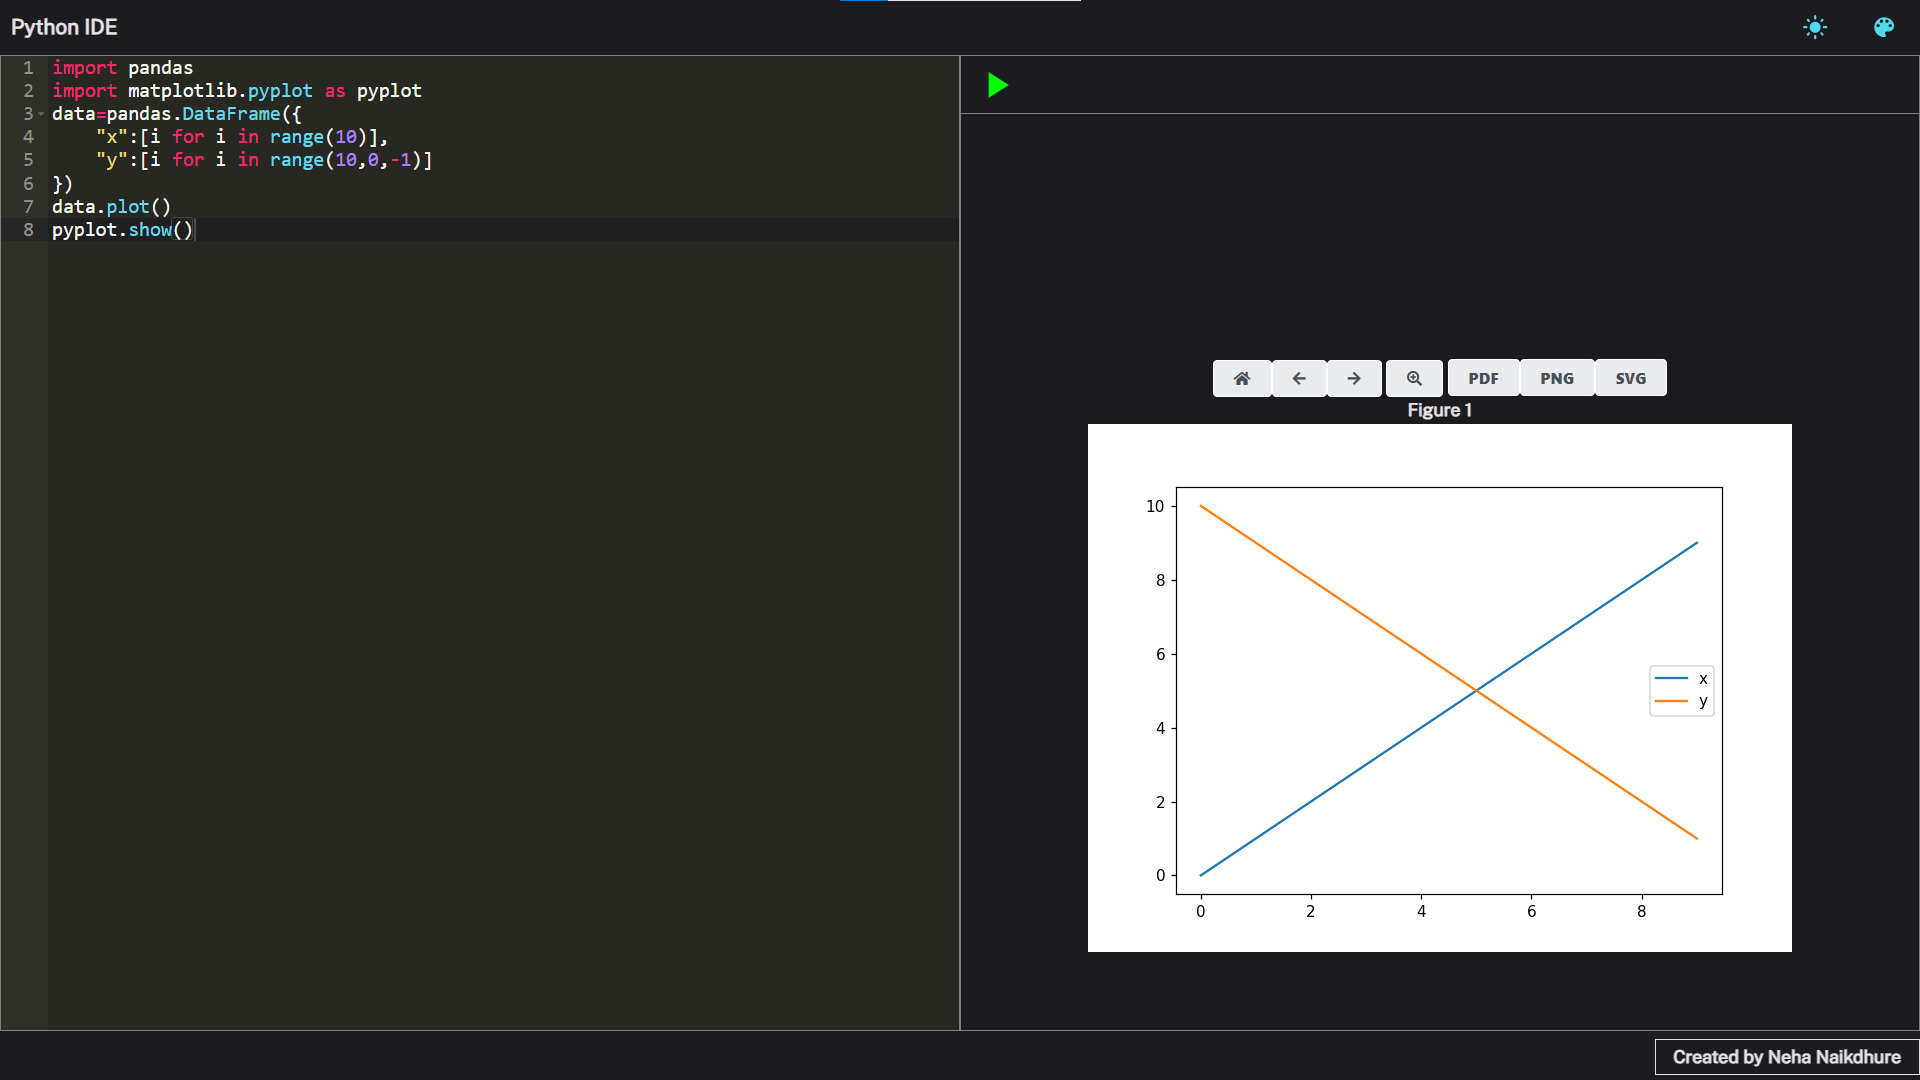 Python IDE
1 import pandas
2 import matplotlib.pyplot as pyplot
3 data=pandas.DataFrame({
4     "x":[i for i in range(10)],
5     "y":[i for i in range(10,0,-1)]
6 })
7 data.plot()
8 pyplot.show()
PDF PNG SVG
Figure 1
10
8
6
4
2
0
x
y
0 2 4 6 8
Created by Neha Naikdhure